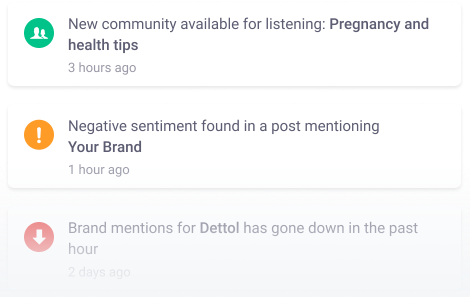 New community available for listening: Pregnancy and
health tips
3 hours ago
Negative sentiment found in a post mentioning
Your Brand
1 hour ago
Brand mentions for Dettol has gone down in the past
hour
2 days ago